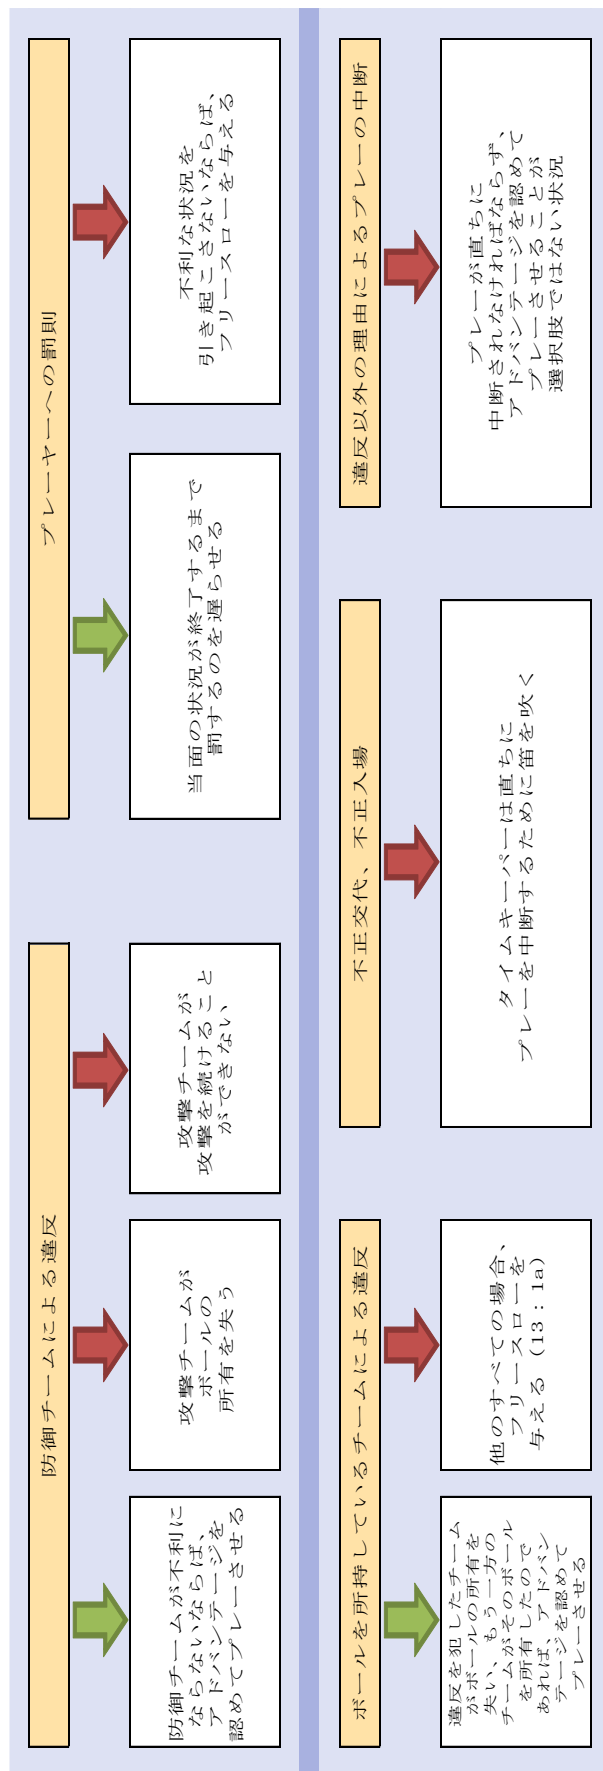 防御チームによる違反
防御チームが不利に
ならないならば、
アドバンテージを
認めてプレーさせる
攻撃チームが
ボールの
所有を失う
攻撃チームが
攻撃を続けること
ができない
プレーヤーへの罰則
当面の状況が終了するまで
罰するのを遅らせる
不利な状況を
引き起こさないならば、
フリースローを与える
ボールを所持しているチームによる違反
違反を犯したチーム
がボールの所有を
失い、もう一方の
チームがそのボール
を所有したので
あれば、アドバン
テージを認めて
プレーさせる
他のすべての場合、
フリースローを
与える（13：1a）
不正交代、不正入場
タイムキーパーは直ちに
プレーを中断するために笛を吹く
違反以外の理由によるプレーの中断
プレーが直ちに
中断されなければならず、
アドバンテージを認めて
プレーさせることが
選択肢ではない状況